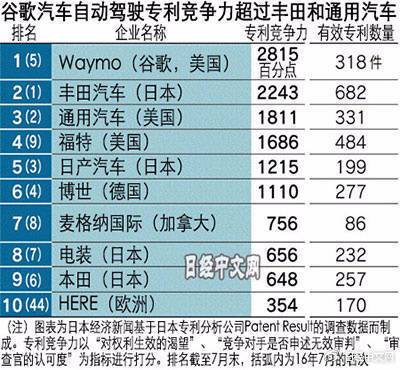 谷歌汽车自动驾驶专利竞争力超过丰田和通用汽车
排名 企业名称 专利竞争力 有效专利数量
1(5) Waymo（谷歌，美国） 2815百分点 318件
2(1) 丰田汽车（日本） 2243 682
3(2) 通用汽车（美国） 1811 331
4(9) 福特（美国） 1686 484
5(3) 日产汽车（日本） 1215 199
6(4) 博世（德国） 1110 277
7(8) 麦格纳国际（加拿大） 756 86
8(7) 电装（日本） 656 232
9(6) 本田（日本） 648 257
10(44) HERE（欧洲） 354 170
日经中文网
（注）图表为日本经济新闻基于日本专利分析公司Patent Result的调查数据而制
成。专利竞争力以“对权利生效的渴望”、“竞争对手是否申述无效审判”、“审
查官的认可度”为指标进行打分。排名截至7月末，括弧内为16年7月的名次